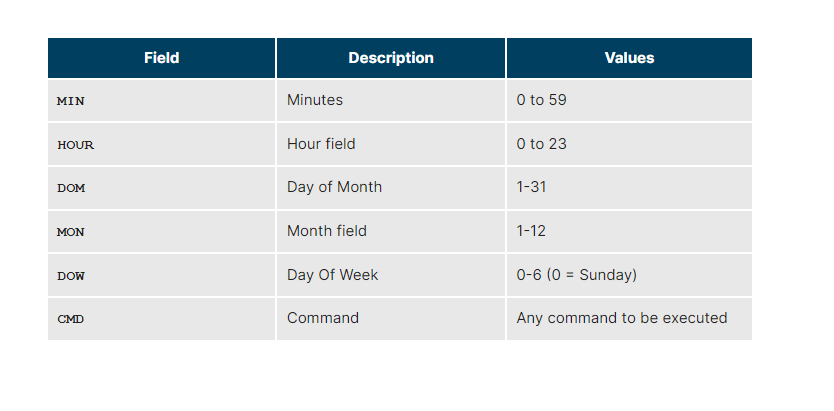 Field Description Values
MIN Minutes 0 to 59
HOUR Hour field 0 to 23
DOM Day of Month 1-31
MON Month field 1-12
DOW Day Of Week 0-6 (0 = Sunday)
CMD Command Any command to be executed